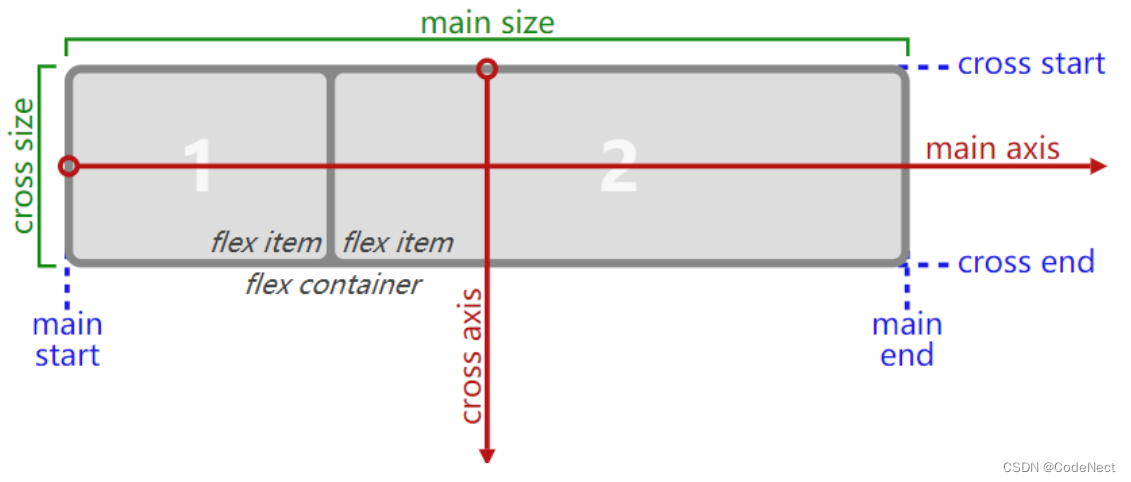 main size
cross start
cross size
1
2
main axis
flex item
flex item
cross end
flex container
cross axis
main
start
main
end
CSDN @CodeNect